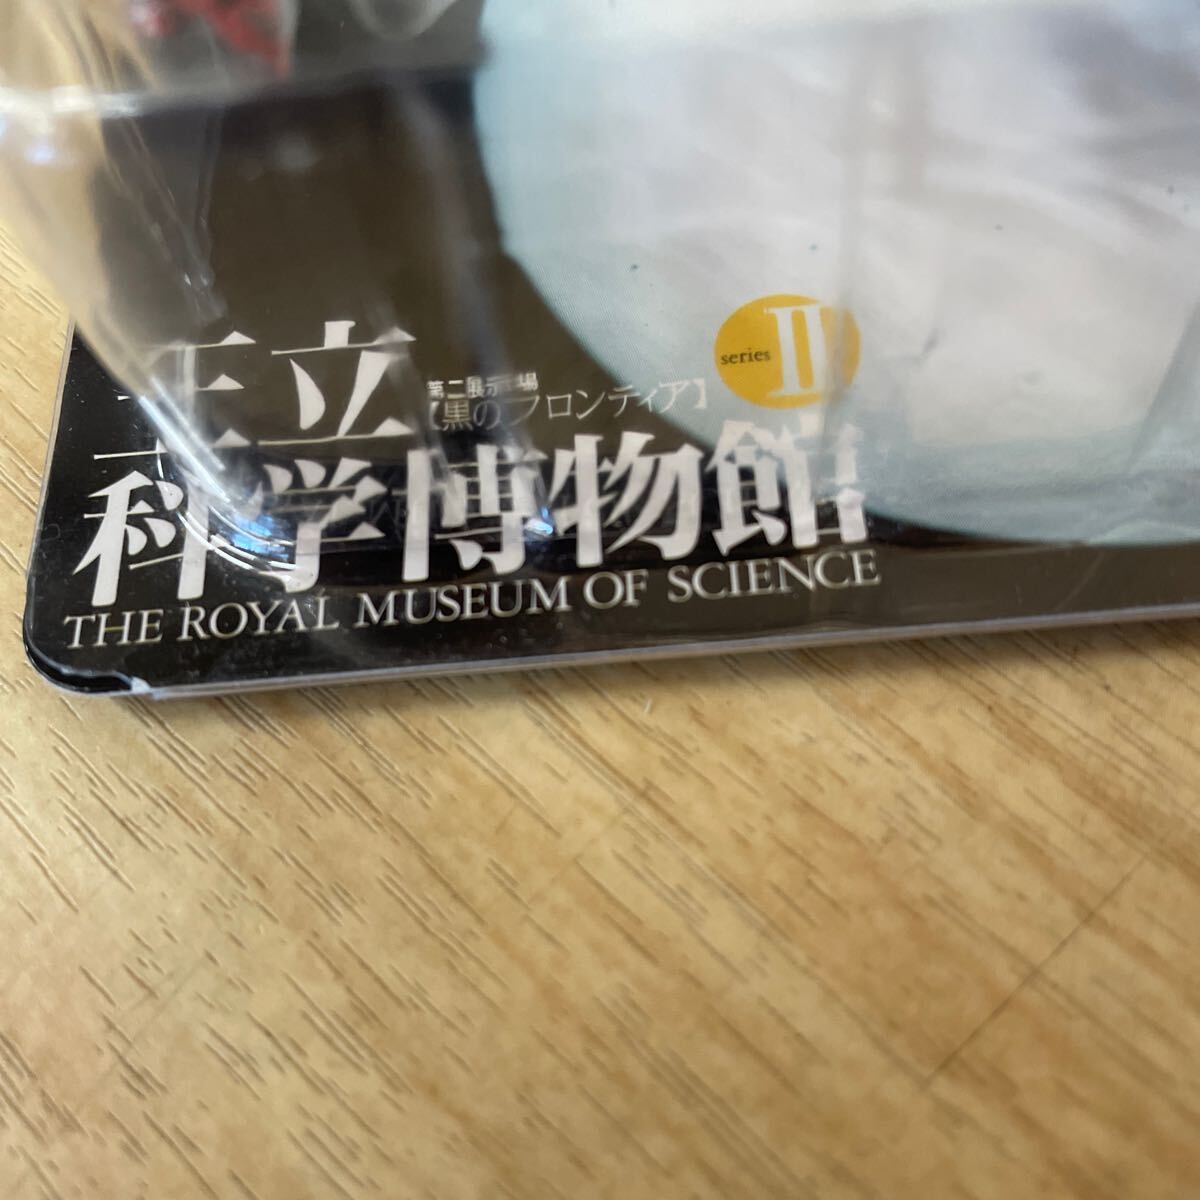 series II
王立
第二展示場
【黒のフロンティア】
科学博物館
THE ROYAL MUSEUM OF SCIENCE